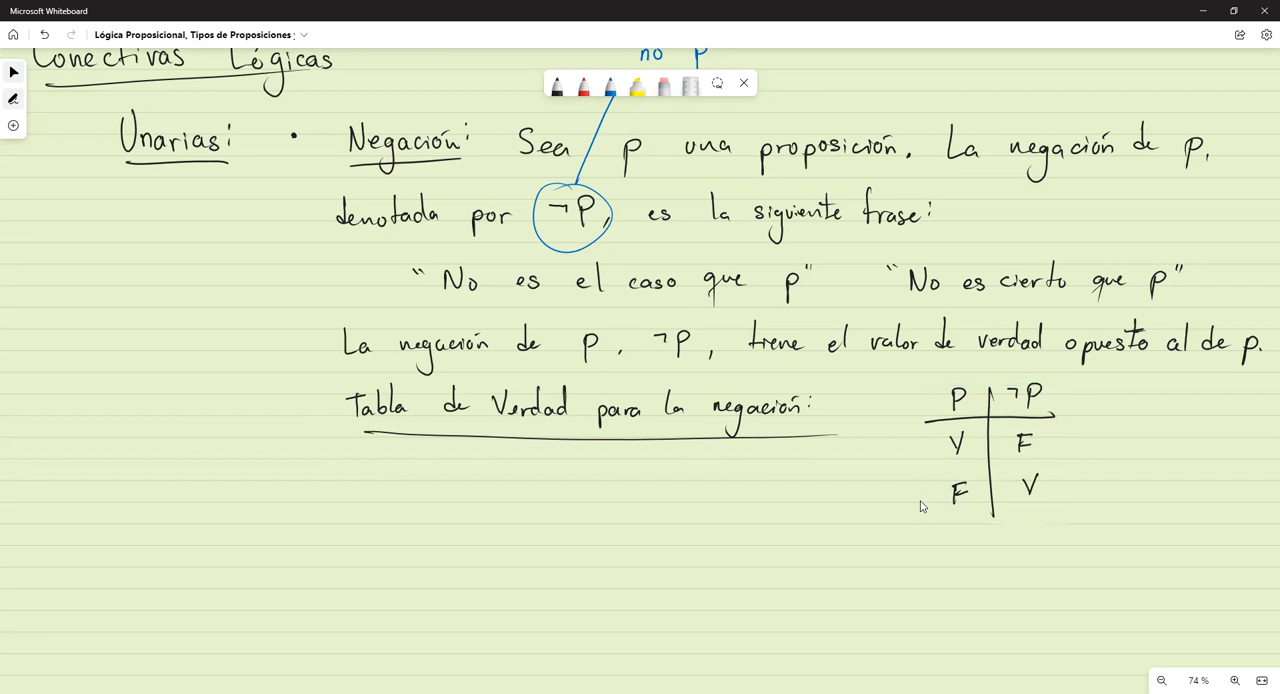 Microsoft Whiteboard
Lógica Proposicional, Tipos de Proposiciones
Conectivas Lógicas
no p
Unarias: • Negación: Sea p una proposición. La negación de p,
denotada por ¬P, es la siguiente frase:
"No es el caso que p" "No es cierto que p"
La negación de p, ¬P, tiene el valor de verdad opuesto al de p.
Tabla de Verdad para la negación:
P ¬P
V F
F V
74 %